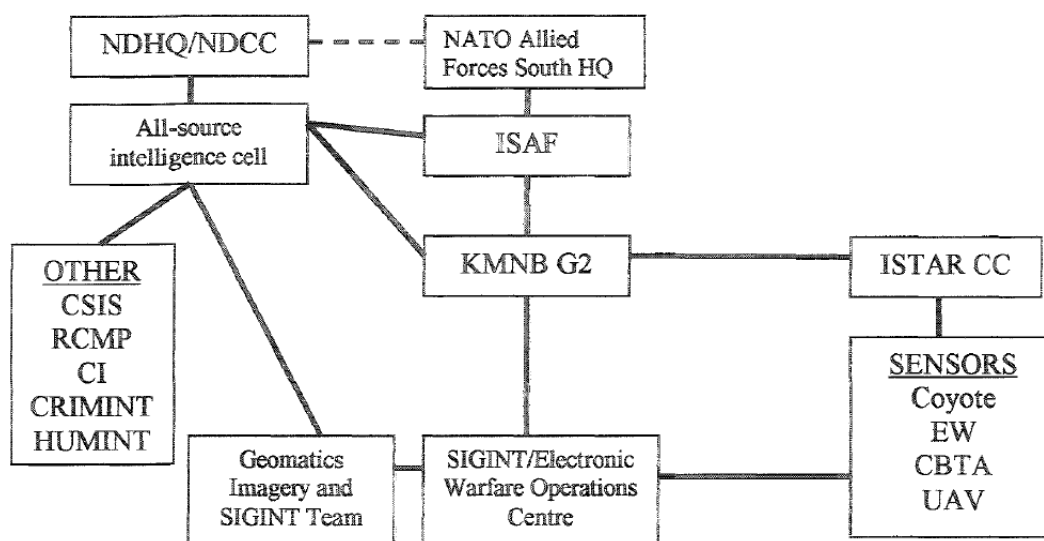 NDHQ/NDCC
NATO Allied
Forces South HQ
All-source
intelligence cell
ISAF
KMNB G2
ISTAR CC
OTHER
CSIS
RCMP
CI
CRIMINT
HUMINT
SENSORS
Coyote
EW
CBTA
UAV
Geomatics
Imagery and
SIGINT Team
SIGINT/Electronic
Warfare Operations
Centre